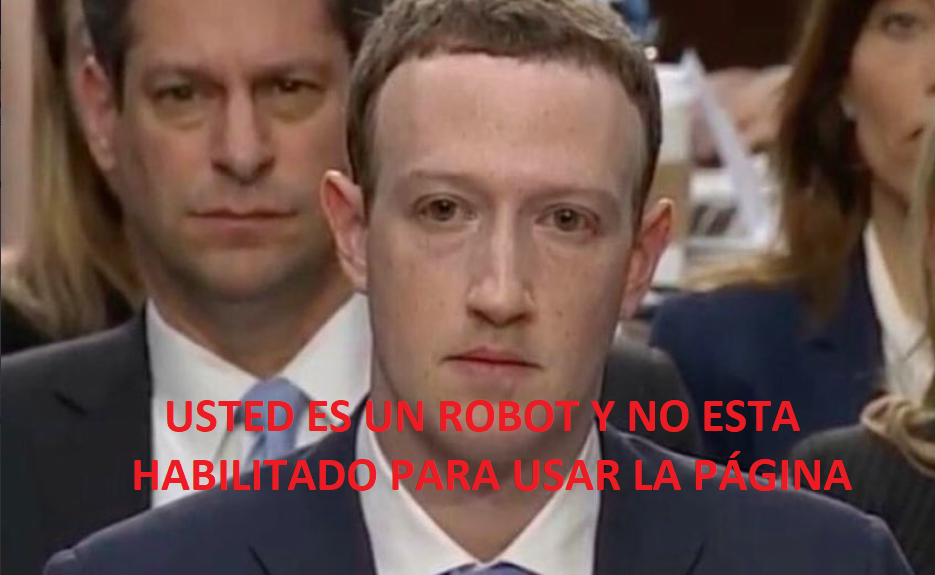 USTED ES UN ROBOT Y NO ESTA
HABILITADO PARA USAR LA PÁGINA